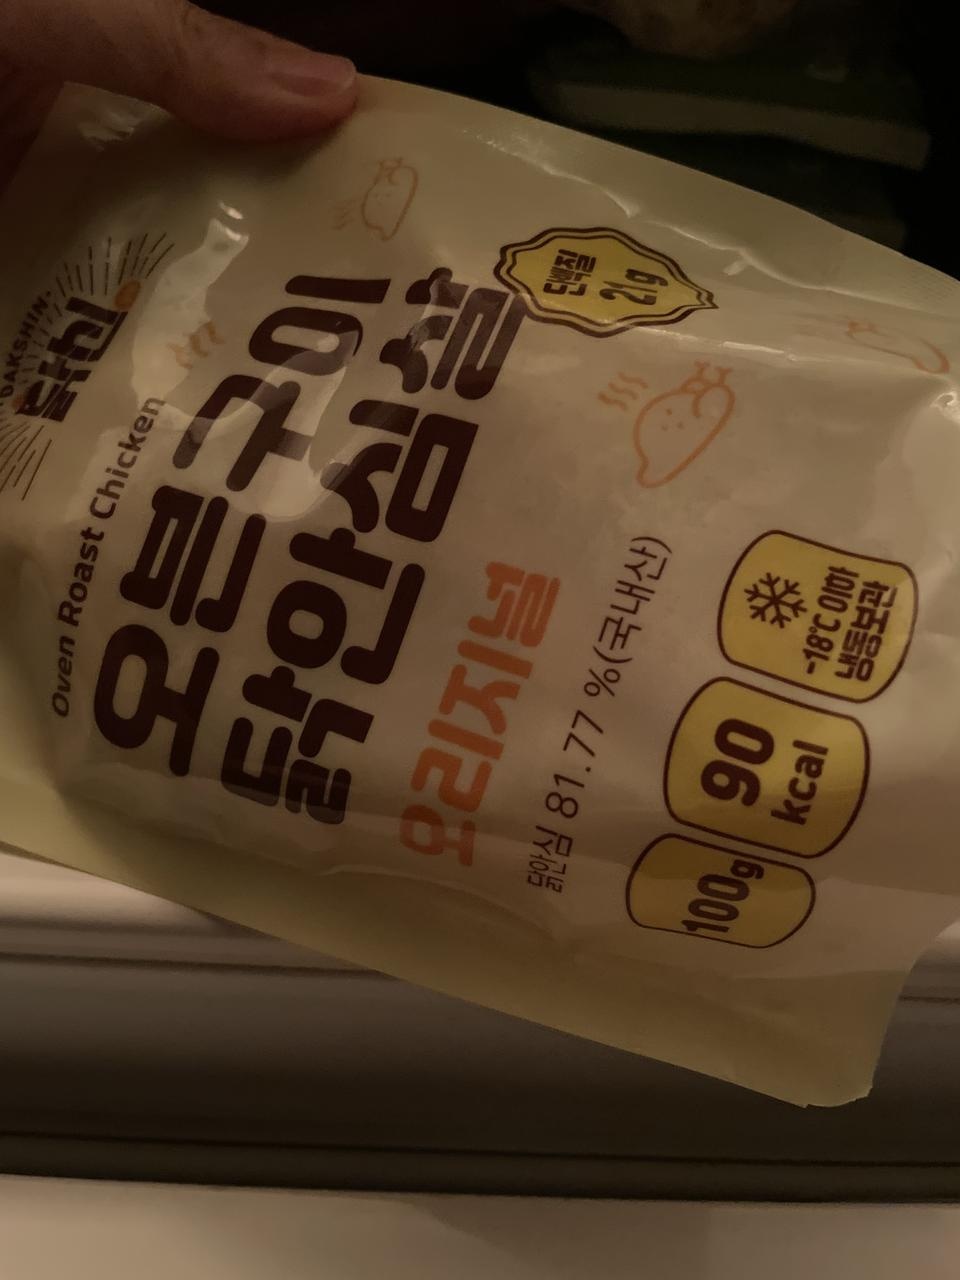 DAKSHIN
닭신
Oven Roast Chicken
오븐구이
닭안심살
단백질
21g
오리지널
닭안심 81.77 %(국내산)
100g
90
kcal
-18℃ 이하
냉동보관